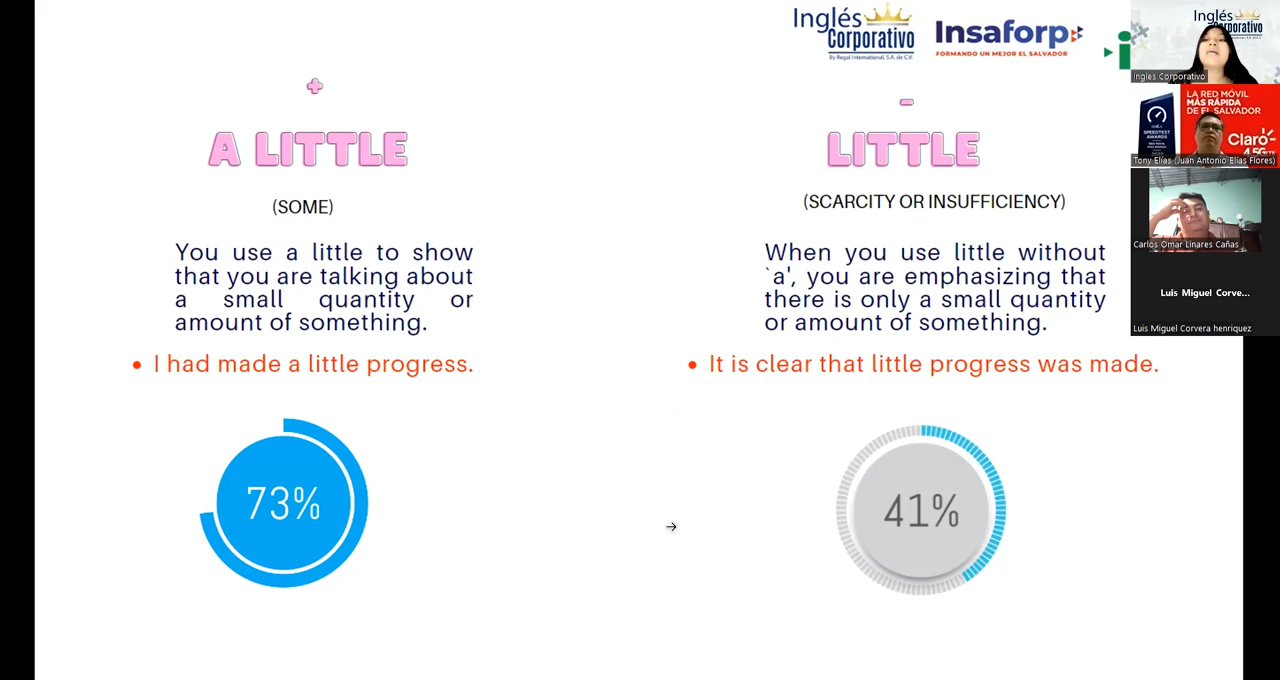 Inglés
Corporativo
By Regal International, S.A. de C.V.
Insaforp
FORMANDO UN MEJOR EL SALVADOR
i
+
A LITTLE
(SOME)
You use a little to show
that you are talking about
a small quantity or
amount of something.
• I had made a little progress.
73%
-
LITTLE
(SCARCITY OR INSUFFICIENCY)
When you use little without
`a', you are emphasizing that
there is only a small quantity
or amount of something.
• It is clear that little progress was made.
41%
Inglés
Corporativo
Ingles Corporativo
LA RED MÓVIL
MÁS RÁPIDA
DE EL SALVADOR
SPEEDTEST
AWARDS
Claro
4.5G
Tony Elías (Juan Antonio Elías Flores)
Carlos Omar Linares Cañas
Luis Miguel Corve...
Luis Miguel Corvera henriquez